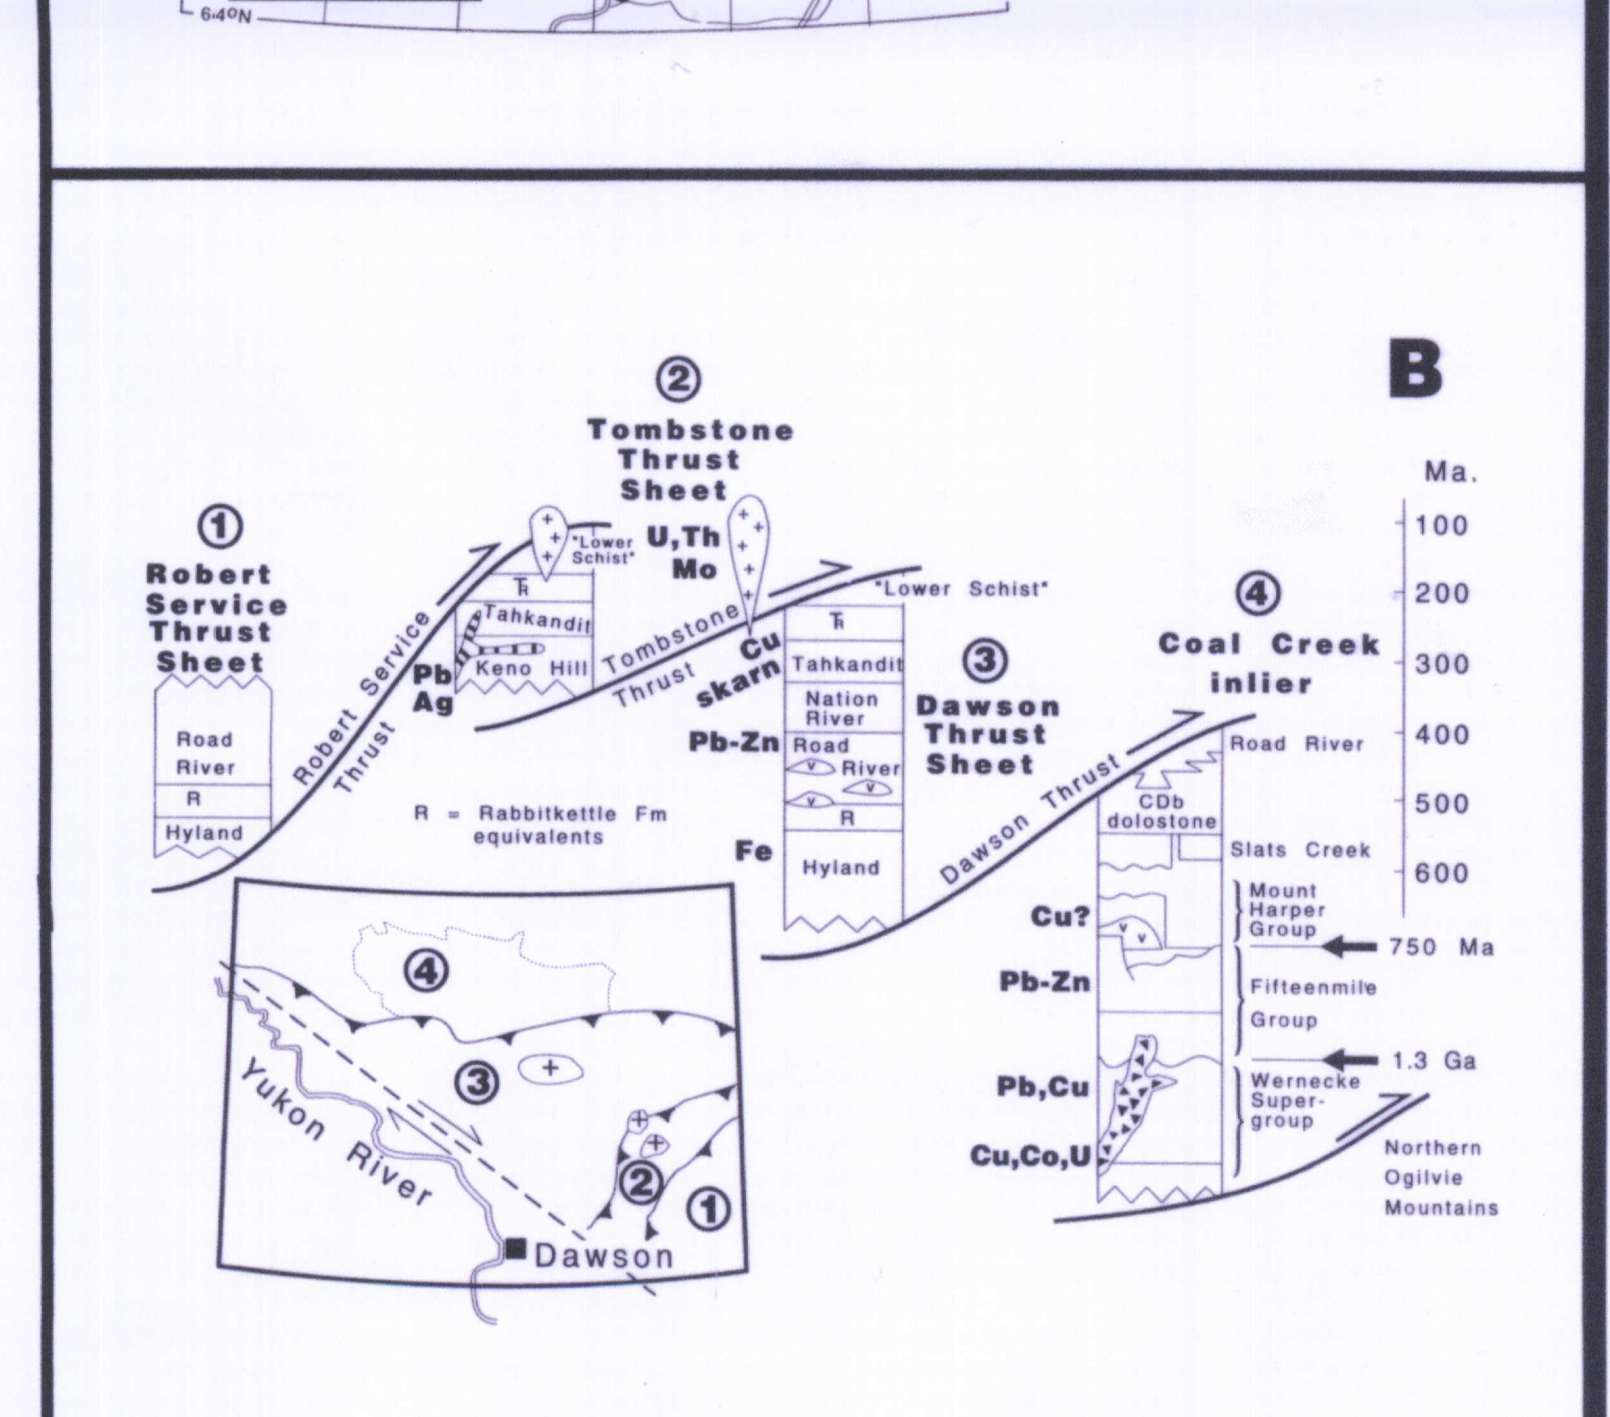 64ºN
B
2
Tombstone
Thrust
Sheet
1
Robert
Service
Thrust
Sheet
Road
River
R
Hyland
Robert Service
Thrust
"Lower
Schist"
TR
Tahkandit
Keno Hill
Pb
Ag
U,Th
Mo
Tombstone
Thrust
Cu
skarn
R = Rabbitkettle Fm
equivalents
"Lower Schist"
TR
Tahkandit
Nation
River
Pb-Zn
Road
River
v
v
v
R
Fe
Hyland
3
Dawson
Thrust
Sheet
Dawson Thrust
4
Coal Creek
inlier
Road River
CDb
dolostone
Slats Creek
Mount
Harper
Group
Cu?
v
v
Pb-Zn
Fifteenmile
Group
Pb,Cu
Wernecke
Super-
group
Cu,Co,U
Northern
Ogilvie
Mountains
Ma.
100
200
300
400
500
600
750 Ma
1.3 Ga
4
3
2
1
Yukon River
Dawson